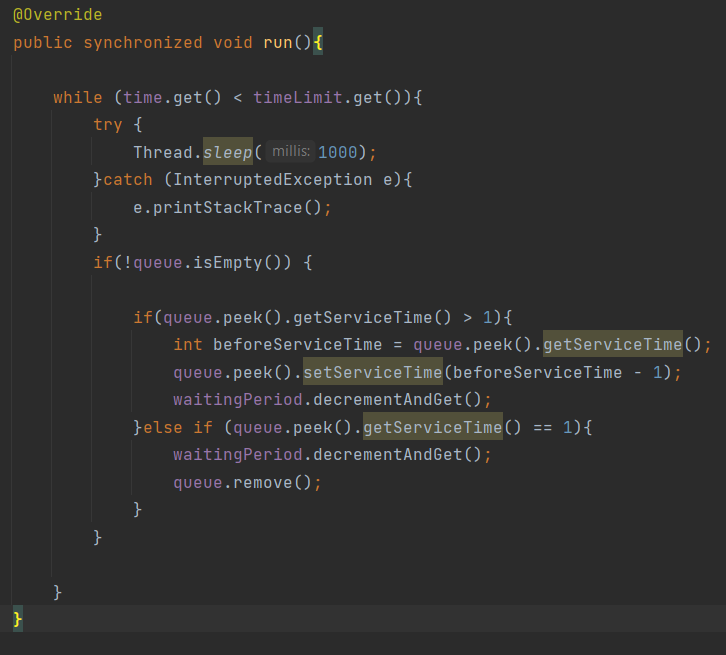 @Override
public synchronized void run(){
while (time.get() < timeLimit.get()){
try {
Thread.sleep( millis: 1000);
}catch (InterruptedException e){
e.printStackTrace();
}
if(!queue.isEmpty()) {
if(queue.peek().getServiceTime() > 1){
int beforeServiceTime = queue.peek().getServiceTime();
queue.peek().setServiceTime(beforeServiceTime - 1);
waitingPeriod.decrementAndGet();
}else if (queue.peek().getServiceTime() == 1){
waitingPeriod.decrementAndGet();
queue.remove();
}
}
}
}